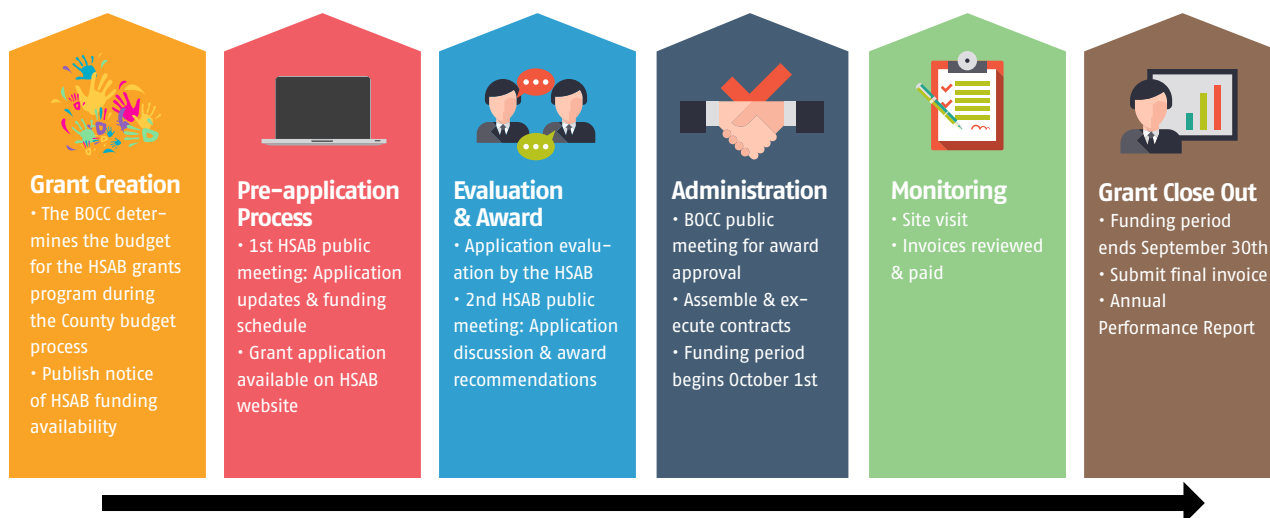 Grant Creation
• The BOCC deter-
mines the budget
for the HSAB grants
program during
the County budget
process
• Publish notice
of HSAB funding
availability
Pre-application
Process
• 1st HSAB public
meeting: Application
updates & funding
schedule
• Grant application
available on HSAB
website
Evaluation
& Award
• Application evalu-
ation by the HSAB
• 2nd HSAB public
meeting: Application
discussion & award
recommendations
Administration
• BOCC public
meeting for award
approval
• Assemble & ex-
ecute contracts
• Funding period
begins October 1st
Monitoring
• Site visit
• Invoices reviewed
& paid
Grant Close Out
• Funding period
ends September 30th
• Submit final invoice
• Annual
Performance Report